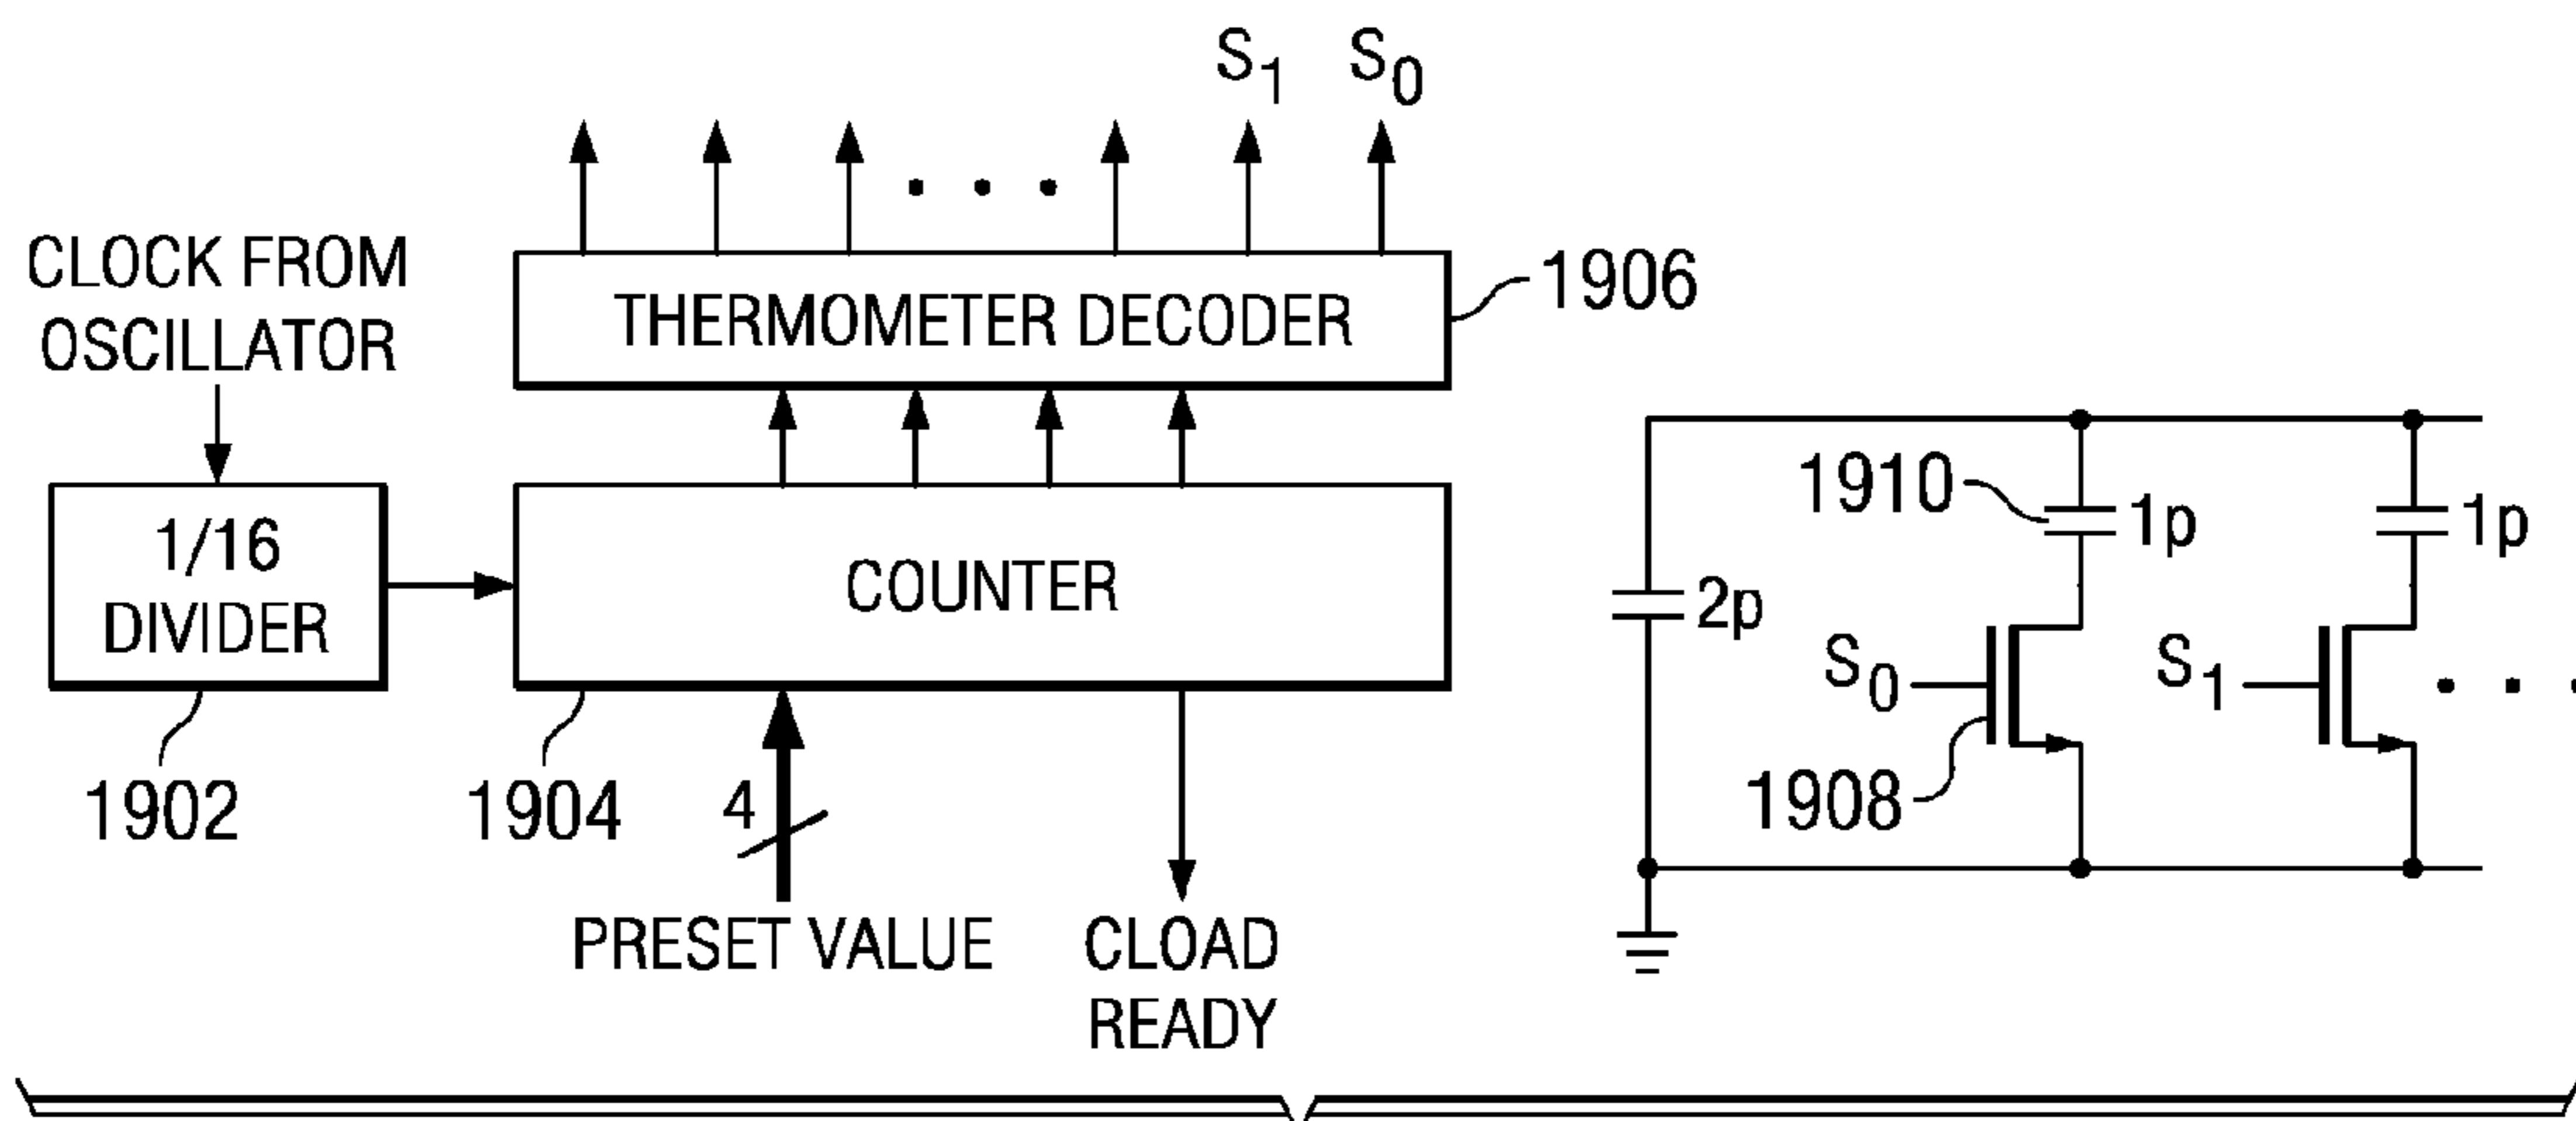 S1 S0
CLOCK FROM
OSCILLATOR
THERMOMETER DECODER
1906
1/16
DIVIDER
COUNTER
1902
1904
4
PRESET VALUE
CLOAD
READY
1910
1p
1p
2p
S0
S1
1908